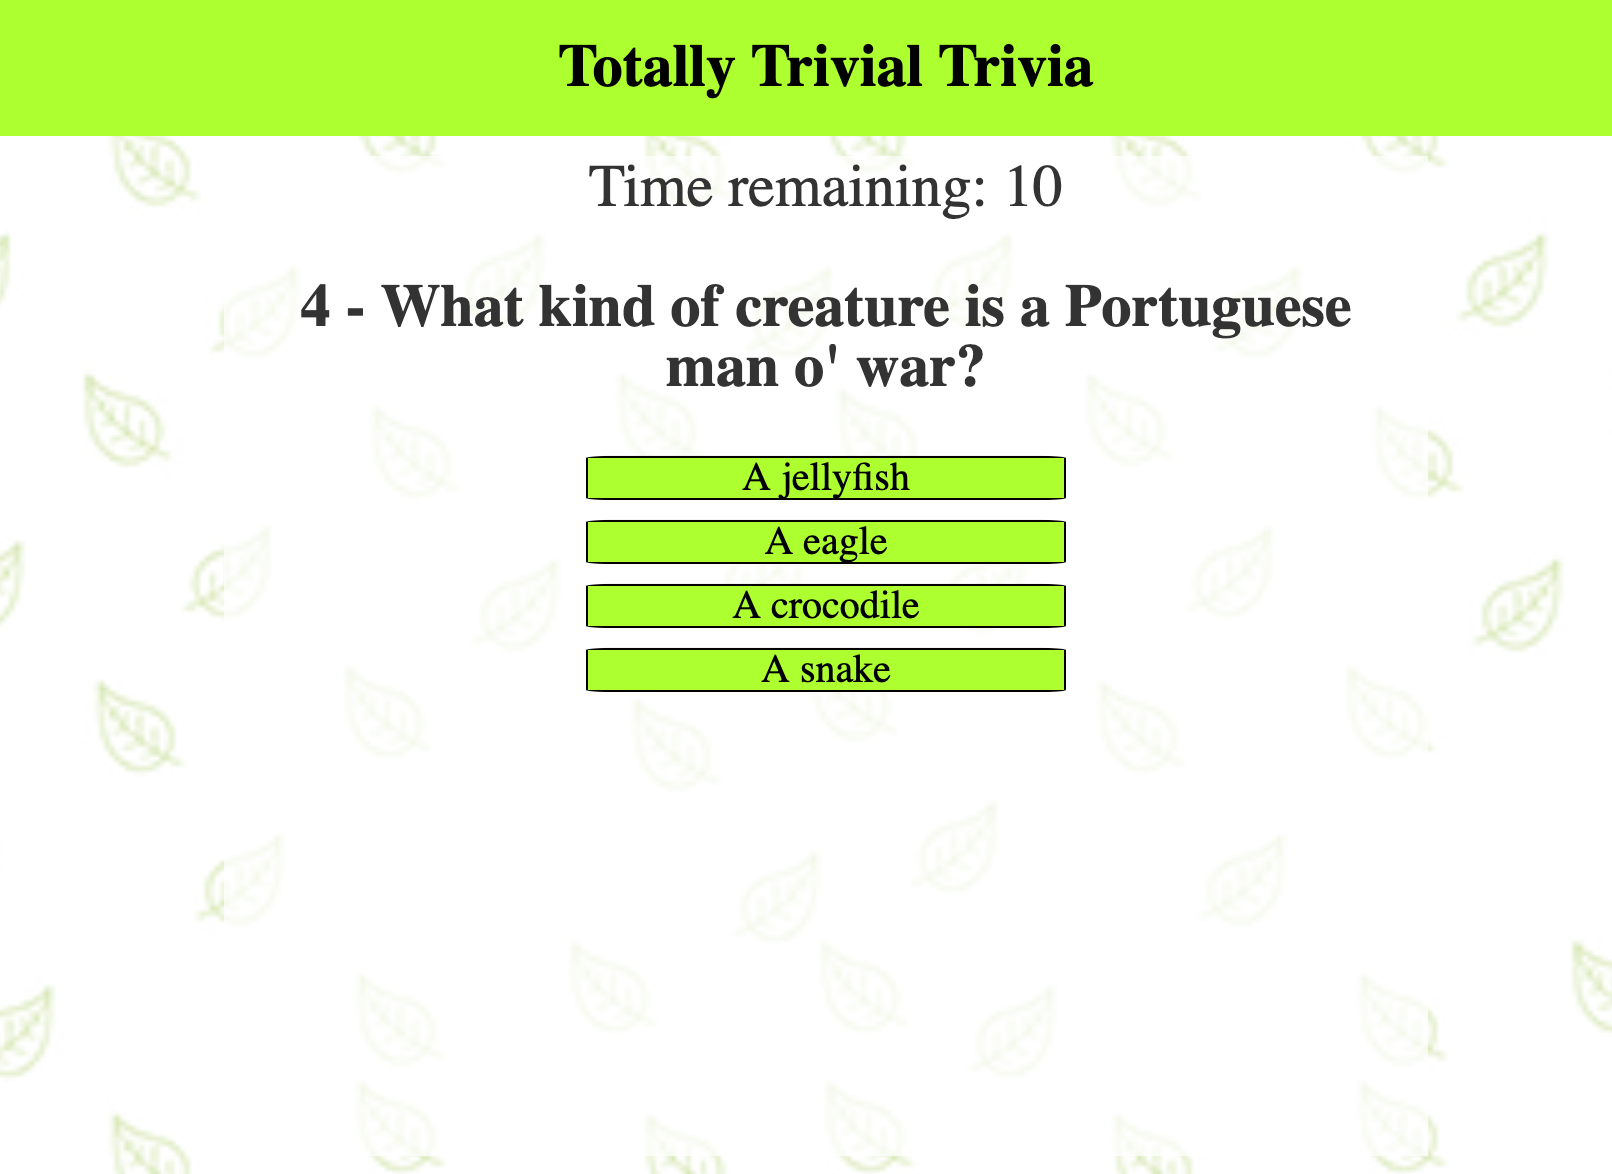 Totally Trivial Trivia
Time remaining: 10
4 - What kind of creature is a Portuguese
man o' war?
A jellyfish
A eagle
A crocodile
A snake